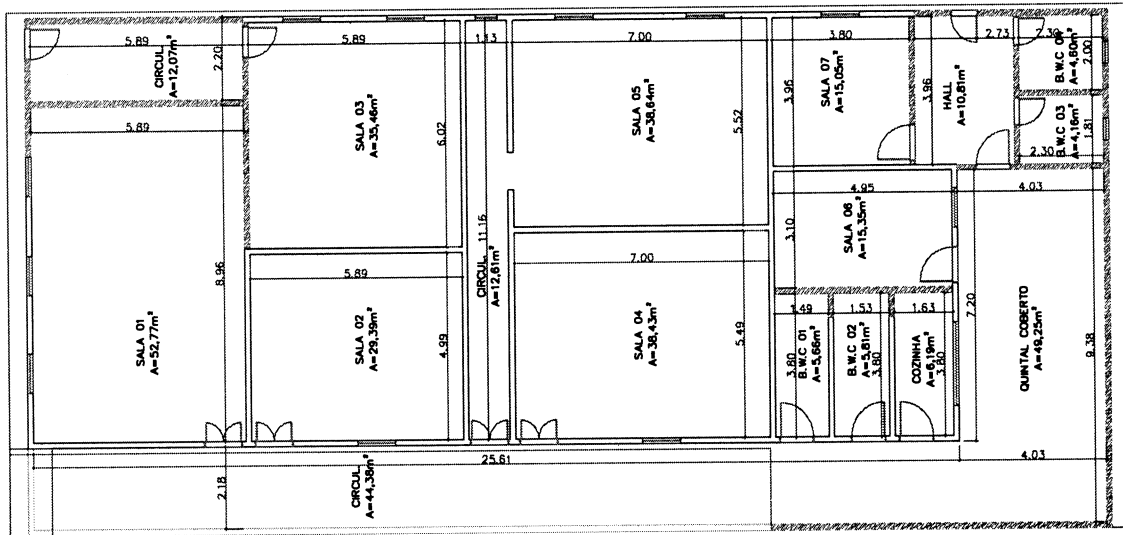 5.89
2.20
CIRCUL.
A=12,07m²
5.89
8.96
SALA 01
A=52,77m²
5.89
SALA 03
A=35,46m²
6.02
5.89
SALA 02
A=29,39m²
4.99
1.13
11.16
CIRCUL.
A=12,61m²
7.00
SALA 05
A=38,64m²
5.52
7.00
SALA 04
A=38,43m²
5.49
3.80
3.96
SALA 07
A=15,05m²
3.96
2.73
HALL
A=10,81m²
2.30
B.W.C 04
A=4,60m²
2.00
B.W.C 03
A=4,16m²
1.81
2.30
4.95
3.10
SALA 06
A=15,35m²
4.03
1.49
3.80
B.W.C 01
A=5,66m²
1.53
B.W.C 02
A=5,81m²
3.80
1.63
COZINHA
A=6,19m²
3.80
7.20
QUINTAL COBERTO
A=49,25m²
9.38
25.61
4.03
2.18
CIRCUL.
A=44,38m²